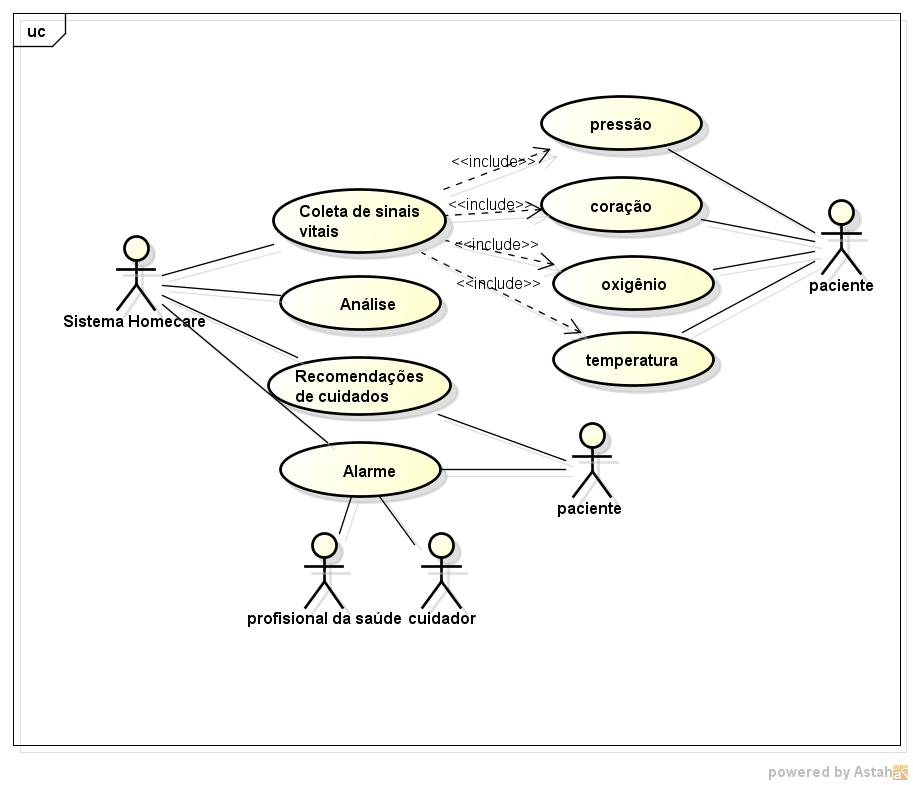 uc
pressão
<<include>>
Coleta de sinais
vitais
<<include>>
coração
<<include>>
<<include>>
oxigênio
paciente
Sistema Homecare
Análise
temperatura
Recomendações
de cuidados
Alarme
paciente
profisional da saúde
cuidador
powered by Astah